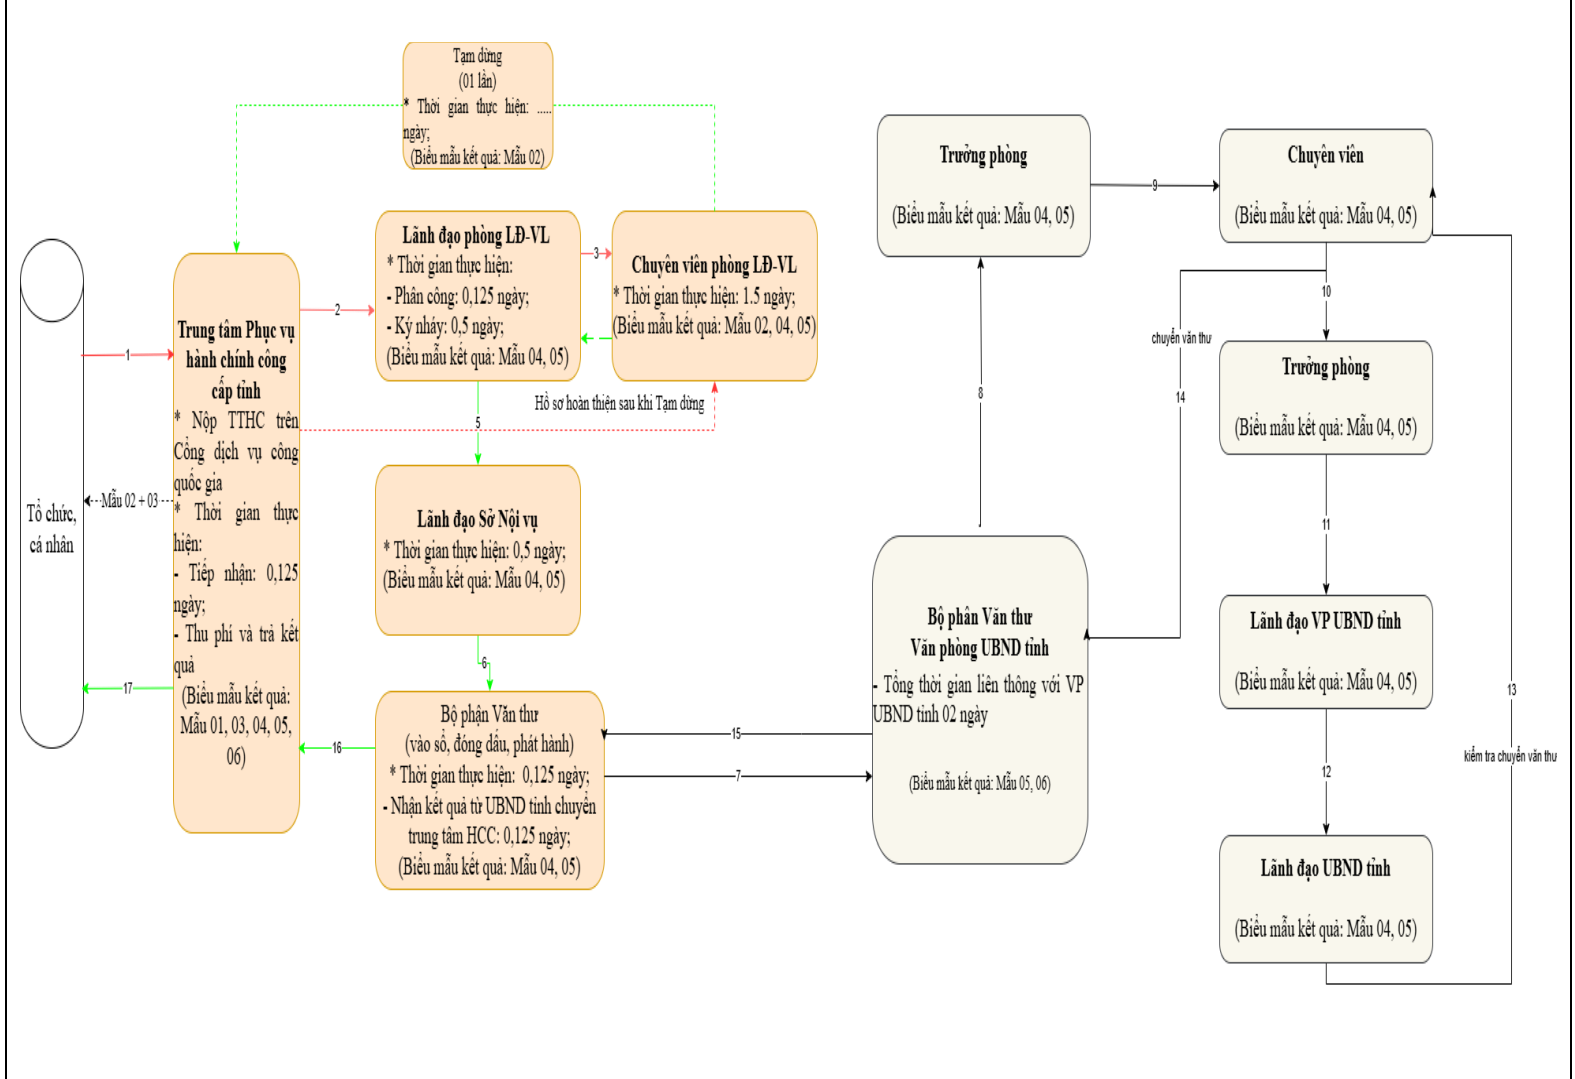 Tạm dừng
(01 lần)
* Thời gian thực hiện: .....
ngày;
(Biểu mẫu kết quả: Mẫu 02)
Tổ chức,
cá nhân
1
Mẫu 02 + 03
17
Trung tâm Phục vụ
hành chính công
cấp tỉnh
* Nộp TTHC trên
Cổng dịch vụ công
quốc gia
* Thời gian thực
hiện:
- Tiếp nhận: 0,125
ngày;
- Thu phí và trả kết
quả
(Biểu mẫu kết quả:
Mẫu 01, 03, 04, 05,
06)
2
Lãnh đạo phòng LĐ-VL
* Thời gian thực hiện:
- Phân công: 0,125 ngày;
- Ký nháy: 0,5 ngày;
(Biểu mẫu kết quả: Mẫu 04, 05)
3
Chuyên viên phòng LĐ-VL
* Thời gian thực hiện: 1.5 ngày;
(Biểu mẫu kết quả: Mẫu 02, 04, 05)
Hồ sơ hoàn thiện sau khi Tạm dừng
5
Lãnh đạo Sở Nội vụ
* Thời gian thực hiện: 0,5 ngày;
(Biểu mẫu kết quả: Mẫu 04, 05)
6
Bộ phận Văn thư
(vào sổ, đóng dấu, phát hành)
* Thời gian thực hiện: 0,125 ngày;
- Nhận kết quả từ UBND tỉnh chuyển
trung tâm HCC: 0,125 ngày;
(Biểu mẫu kết quả: Mẫu 04, 05)
16
15
7
Bộ phân Văn thư
Văn phòng UBND tỉnh
- Tổng thời gian liên thông với VP
UBND tỉnh 02 ngày
(Biểu mẫu kết quả: Mẫu 05, 06)
8
Trưởng phòng
(Biểu mẫu kết quả: Mẫu 04, 05)
9
Chuyên viên
(Biểu mẫu kết quả: Mẫu 04, 05)
10
chuyển văn thư
14
Trưởng phòng
(Biểu mẫu kết quả: Mẫu 04, 05)
11
Lãnh đạo VP UBND tỉnh
(Biểu mẫu kết quả: Mẫu 04, 05)
12
Lãnh đạo UBND tỉnh
(Biểu mẫu kết quả: Mẫu 04, 05)
13
kiểm tra chuyển văn thư